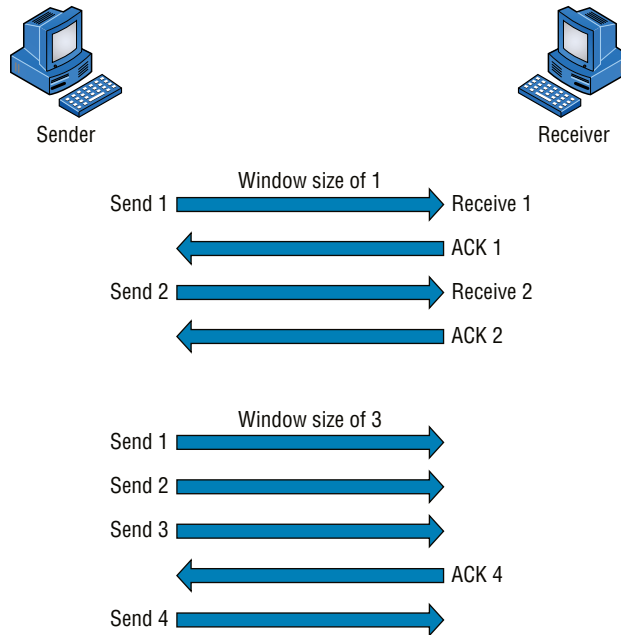 Sender
Receiver
Window size of 1
Send 1
Receive 1
ACK 1
Send 2
Receive 2
ACK 2
Window size of 3
Send 1
Send 2
Send 3
ACK 4
Send 4